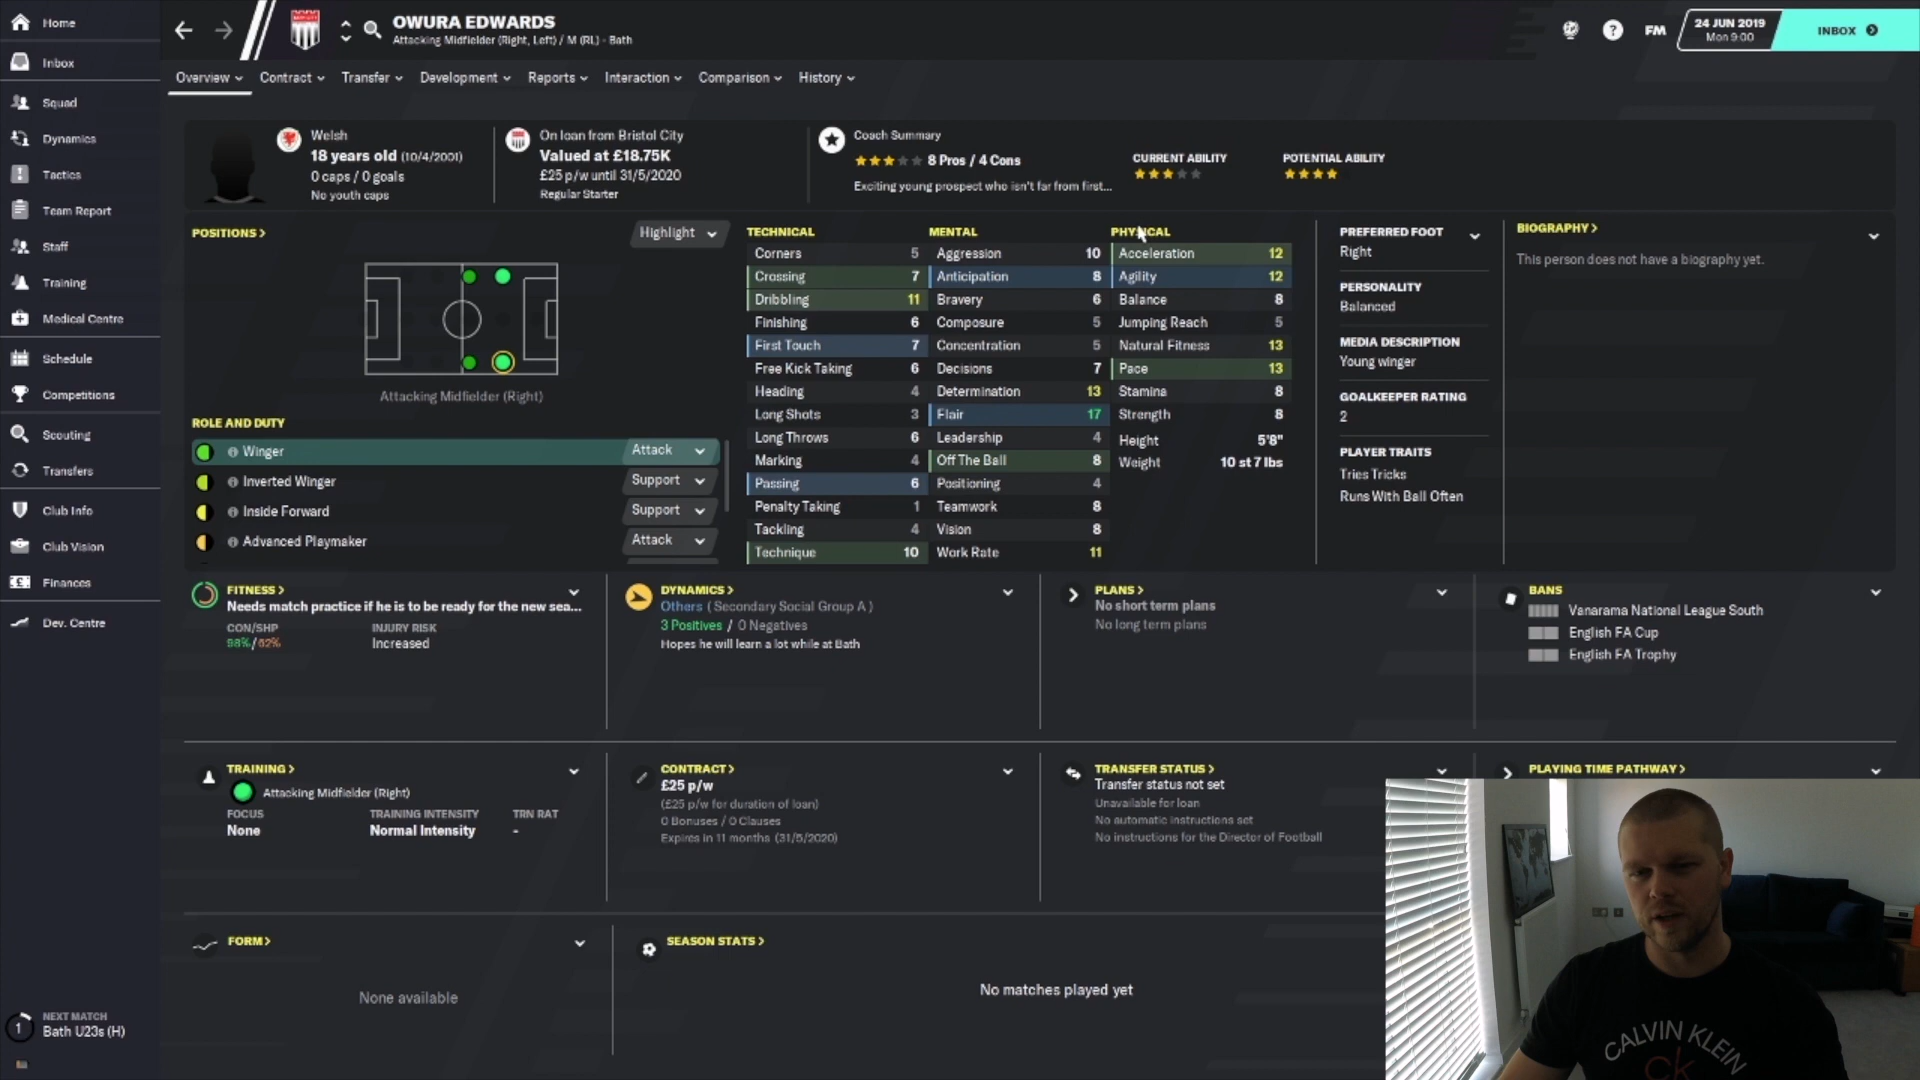 Home
Inbox
Squad
Dynamics
Tactics
Team Report
Staff
Training
Medical Centre
Schedule
Competitions
Scouting
Transfers
Club Info
Club Vision
Finances
Dev. Centre
NEXT MATCH
1 Bath U23s (H)
OWURA EDWARDS
Attacking Midfielder (Right, Left) / M (RL) - Bath
FM
24 JUN 2019
Mon 9:00
INBOX
Overview Contract Transfer Development Reports Interaction Comparison History
Welsh
18 years old (10/4/2001)
0 caps / 0 goals
No youth caps
On loan from Bristol City
Valued at £18.75K
£25 p/w until 31/5/2020
Regular Starter
Coach Summary
8 Pros / 4 Cons
Exciting young prospect who isn't far from first...
CURRENT ABILITY
POTENTIAL ABILITY
POSITIONS >
Highlight
Attacking Midfielder (Right)
ROLE AND DUTY
Winger Attack
Inverted Winger Support
Inside Forward Support
Advanced Playmaker Attack
TECHNICAL
Corners 5
Crossing 7
Dribbling 11
Finishing 6
First Touch 7
Free Kick Taking 6
Heading 4
Long Shots 3
Long Throws 6
Marking 4
Passing 6
Penalty Taking 1
Tackling 4
Technique 10
MENTAL
Aggression 10
Anticipation 8
Bravery 6
Composure 5
Concentration 5
Decisions 7
Determination 13
Flair 17
Leadership 4
Off The Ball 8
Positioning 4
Teamwork 8
Vision 8
Work Rate 11
PHYSICAL
Acceleration 12
Agility 12
Balance 8
Jumping Reach 5
Natural Fitness 13
Pace 13
Stamina 8
Strength 8
Height 5'8"
Weight 10 st 7 lbs
PREFERRED FOOT
Right
PERSONALITY
Balanced
MEDIA DESCRIPTION
Young winger
GOALKEEPER RATING
2
PLAYER TRAITS
Tries Tricks
Runs With Ball Often
BIOGRAPHY >
This person does not have a biography yet.
FITNESS >
Needs match practice if he is to be ready for the new sea...
CON/SHP
98%/62%
INJURY RISK
Increased
DYNAMICS >
Others ( Secondary Social Group A )
3 Positives / 0 Negatives
Hopes he will learn a lot while at Bath
PLANS >
No short term plans
No long term plans
BANS
Vanarama National League South
English FA Cup
English FA Trophy
TRAINING >
Attacking Midfielder (Right)
FOCUS
None
TRAINING INTENSITY
Normal Intensity
TRN RAT
-
CONTRACT >
£25 p/w
(£25 p/w for duration of loan)
0 Bonuses / 0 Clauses
Expires in 11 months (31/5/2020)
TRANSFER STATUS >
Transfer status not set
Unavailable for loan
No automatic instructions set
No instructions for the Director of Football
PLAYING TIME PATHWAY >
FORM >
None available
SEASON STATS >
No matches played yet
CALVIN KLEIN
ck